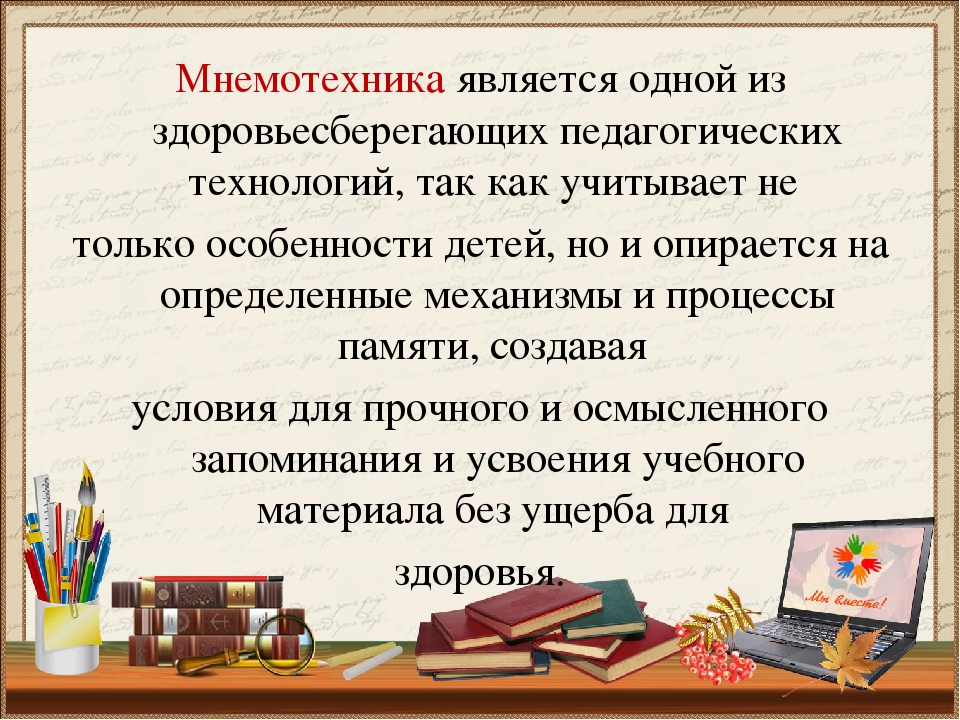 Мнемотехника является одной из
здоровьесберегающих педагогических
технологий, так как учитывает не
только особенности детей, но и опирается на
определенные механизмы и процессы
памяти, создавая
условия для прочного и осмысленного
запоминания и усвоения учебного
материала без ущерба для
здоровья.
Мы вместе!